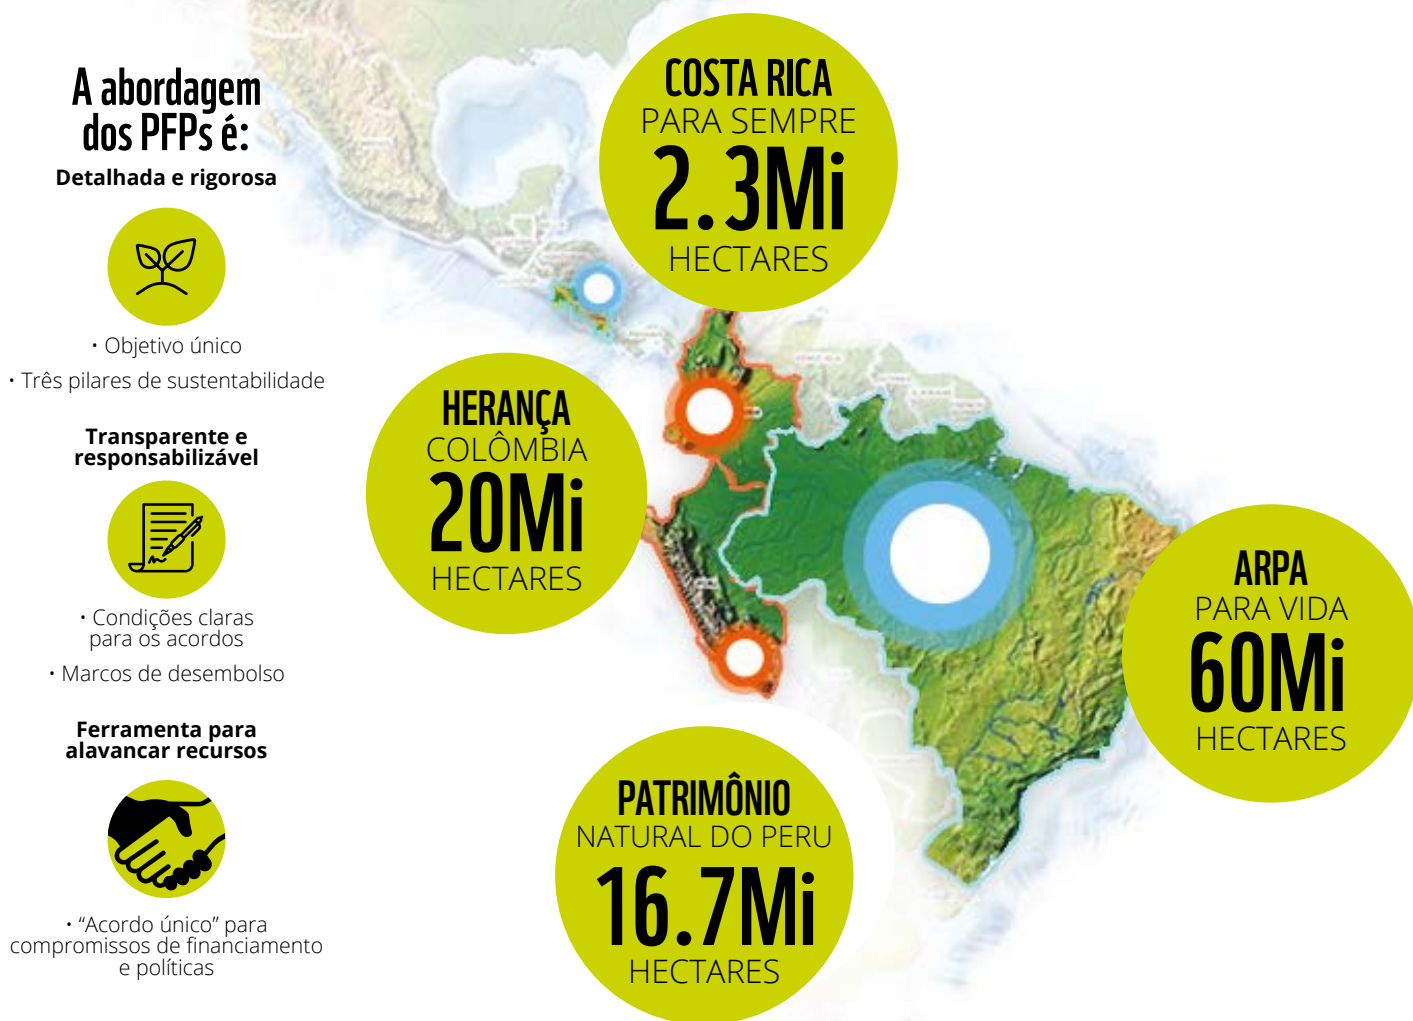 A abordagem
dos PFPs é:
Detalhada e rigorosa
• Objetivo único
• Três pilares de sustentabilidade
Transparente e
responsabilizável
• Condições claras
para os acordos
• Marcos de desembolso
Ferramenta para
alavancar recursos
• “Acordo único” para
compromissos de financiamento
e políticas
COSTA RICA
PARA SEMPRE
2.3Mi
HECTARES
HERANÇA
COLÔMBIA
20Mi
HECTARES
ARPA
PARA VIDA
60Mi
HECTARES
PATRIMÔNIO
NATURAL DO PERU
16.7Mi
HECTARES